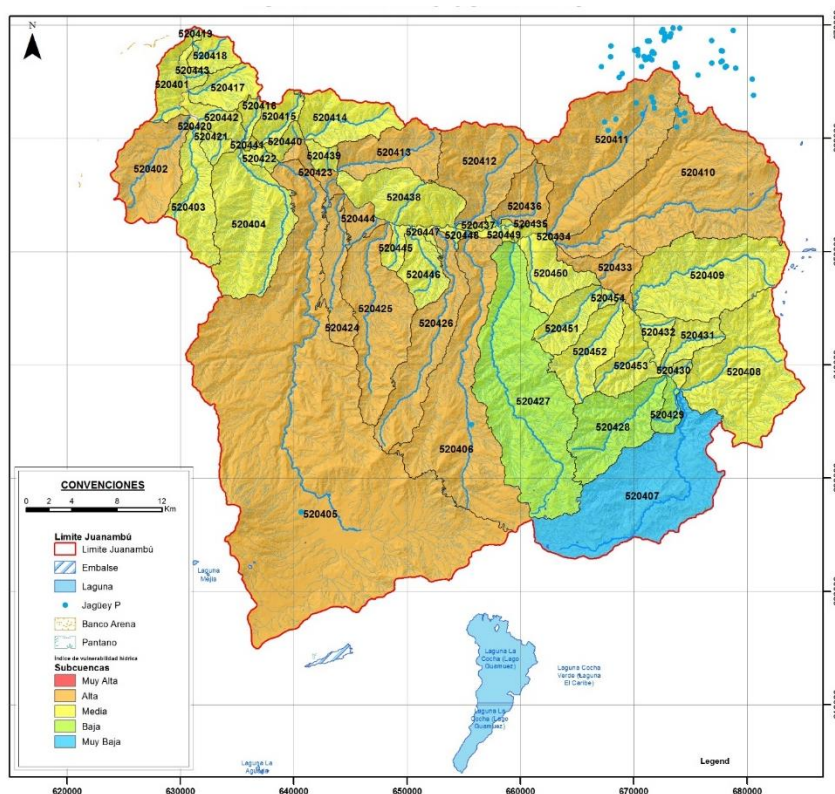 N
520419
520418
520443
520401
520417
520442
520416
520415
520414
520420
520421
520441
520440
520422
520439
520423
520413
520402
520403
520404
520412
520411
520410
520438
520436
520444
520437
520435
520447
520448
520449
520434
520445
520446
520450
520433
520409
520454
520424
520425
520426
520451
520432
520431
520452
520453
520430
520408
520427
520429
520428
520406
520407
520405
CONVENCIONES
0 2 4 8 12
Km
Limite Juanambú
Limite Juanambú
Embalse
Laguna
Jagüey P
Banco Arena
Pantano
Índice de vulnerabilidad hídrica
Subcuencas
Muy Alta
Alta
Media
Baja
Muy Baja
Laguna
Mejía
Laguna La
Cocha (Lago
Guamuez)
Laguna Cocha
Verde (Laguna
El Caribe)
Laguna La
Cocha (Lago
Guamuez)
Laguna La
Legend
620000 630000 640000 650000 660000 670000 680000